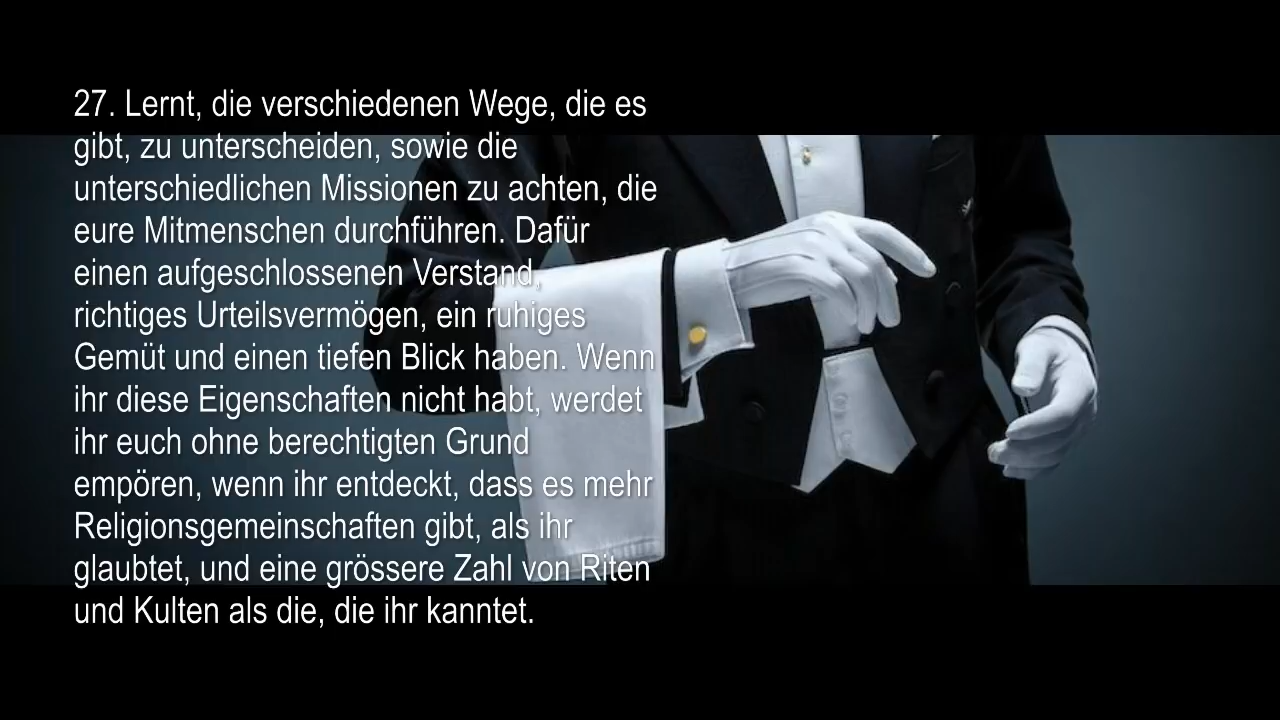 27. Lernt, die verschiedenen Wege, die es
gibt, zu unterscheiden, sowie die
unterschiedlichen Missionen zu achten, die
eure Mitmenschen durchführen. Dafür
einen aufgeschlossenen Verstand,
richtiges Urteilsvermögen, ein ruhiges
Gemüt und einen tiefen Blick haben. Wenn
ihr diese Eigenschaften nicht habt, werdet
ihr euch ohne berechtigten Grund
empören, wenn ihr entdeckt, dass es mehr
Religionsgemeinschaften gibt, als ihr
glaubtet, und eine grössere Zahl von Riten
und Kulten als die, die ihr kanntet.